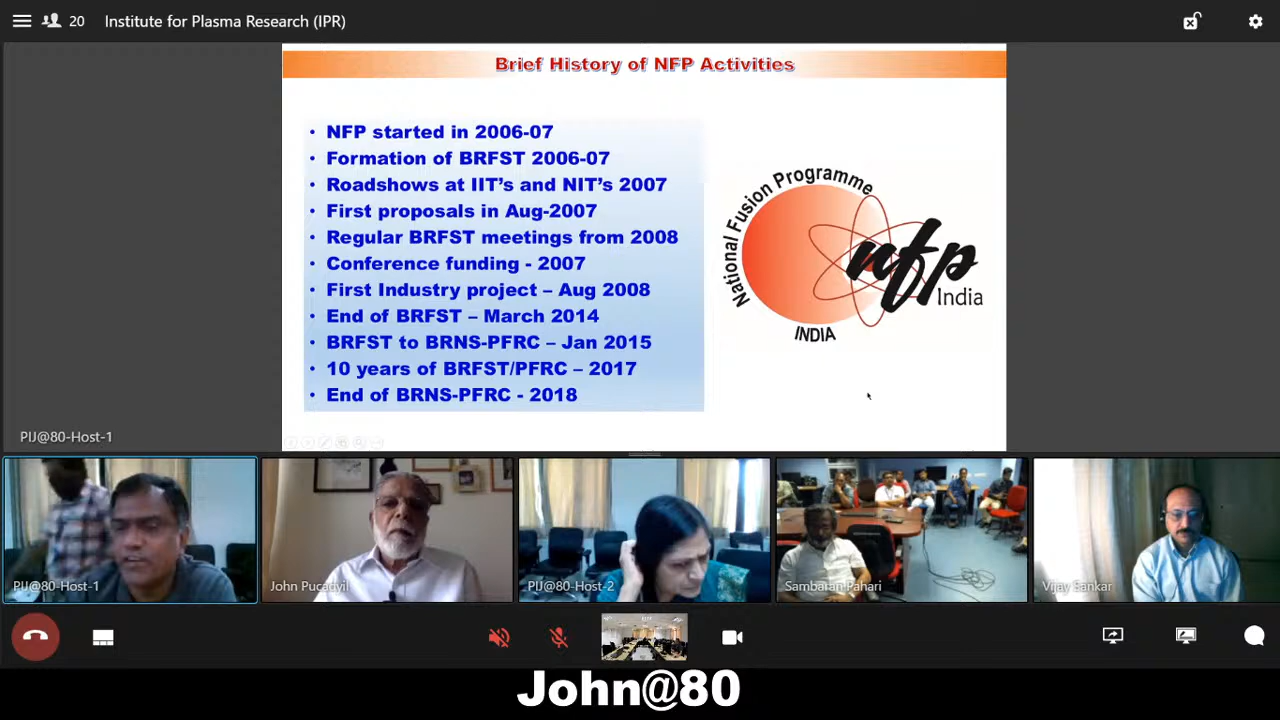 20 Institute for Plasma Research (IPR)
Brief History of NFP Activities
• NFP started in 2006-07
• Formation of BRFST 2006-07
• Roadshows at IIT's and NIT's 2007
• First proposals in Aug-2007
• Regular BRFST meetings from 2008
• Conference funding - 2007
• First Industry project – Aug 2008
• End of BRFST – March 2014
• BRFST to BRNS-PFRC – Jan 2015
• 10 years of BRFST/PFRC – 2017
• End of BRNS-PFRC - 2018
National Fusion Programme
nfp
India
INDIA
PIJ@80-Host-1
PIJ@80-Host-1
John Pucadyil
PIJ@80-Host-2
Sambaran Pahari
Vijay Sankar
John@80